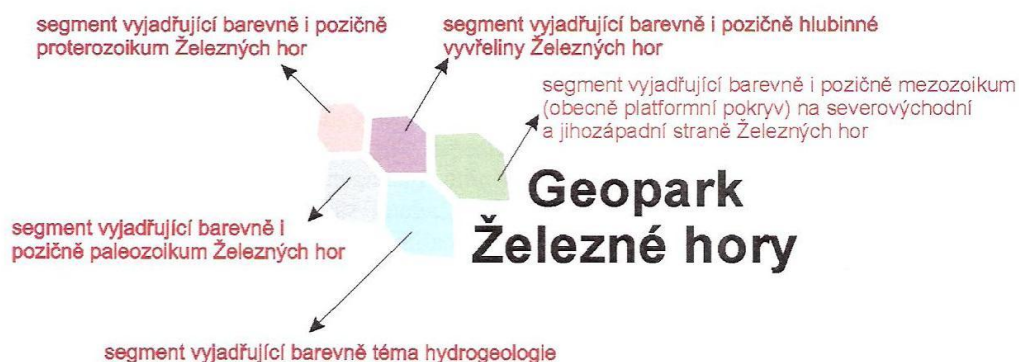 segment vyjadřující barevně i pozičně
proterozoikum Železných hor
segment vyjadřující barevně i pozičně hlubinné
vyvřeliny Železných hor
segment vyjadřující barevně i pozičně mezozoikum
(obecně platformní pokryv) na severovýchodní
a jihozápadní straně Železných hor
Geopark
Železné hory
segment vyjadřující barevně i
pozičně paleozoikum Železných hor
segment vyjadřující barevně téma hydrogeologie